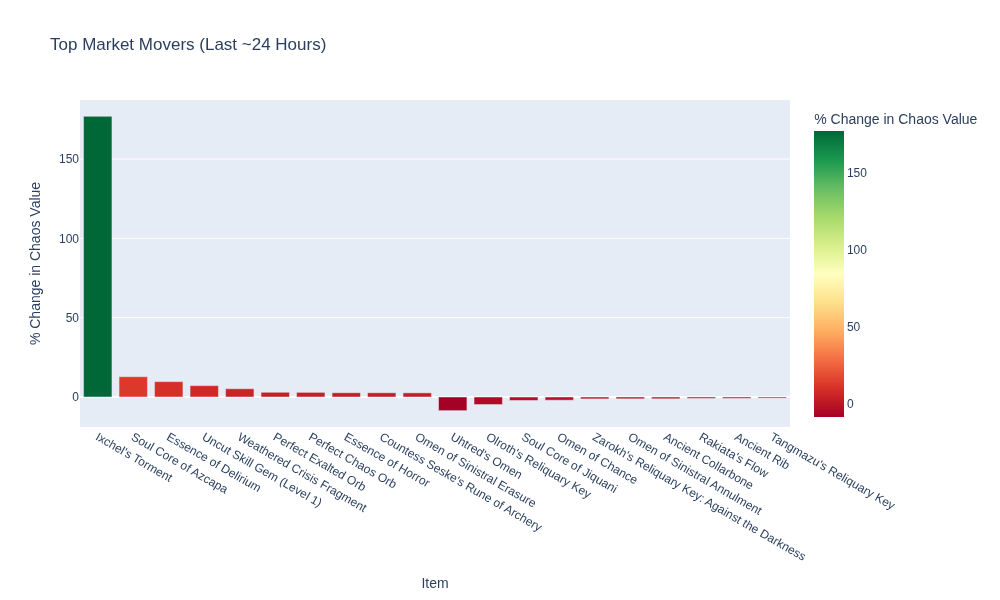 Top Market Movers (Last ~24 Hours)
% Change in Chaos Value
150
100
50
0
% Change in Chaos Value
150
100
50
0
Ixchel's Torment
Soul Core of Azcapa
Essence of Delirium
Uncut Skill Gem (Level 1)
Weathered Crisis Fragment
Perfect Exalted Orb
Perfect Chaos Orb
Essence of Horror
Countess Seske's Rune of Archery
Omen of Sinistral Erasure
Uhtred's Omen
Olroth's Reliquary Key
Soul Core of Jiquani
Omen of Chance
Zarokh's Reliquary Key: Against the Darkness
Omen of Sinistral Annulment
Ancient Collarbone
Rakiata's Flow
Ancient Rib
Tangmazu's Reliquary Key
Item